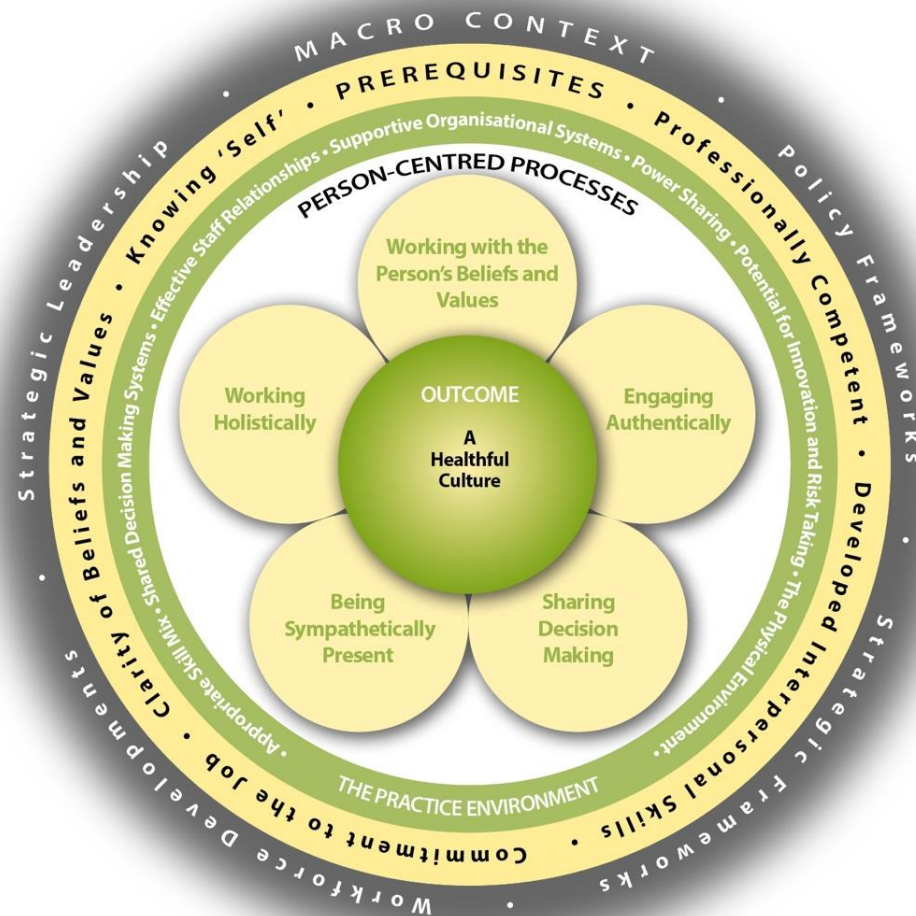 MACRO CONTEXT
•
Policy Frameworks
•
Strategic Frameworks
•
Workforce Developments
•
Strategic Leadership
•
PREREQUISITES • Professionally Competent • Developed Interpersonal Skills • Commitment to the Job • Clarity of Beliefs and Values • Knowing ‘Self’ •
THE PRACTICE ENVIRONMENT
• Appropriate Skill Mix • Shared Decision Making Systems • Effective Staff Relationships • Supportive Organisational Systems • Power Sharing • Potential for Innovation and Risk Taking • The Physical Environment •
PERSON-CENTRED PROCESSES
Working with the
Person’s Beliefs and
Values
Engaging
Authentically
Sharing
Decision
Making
Being
Sympathetically
Present
Working
Holistically
OUTCOME
A
Healthful
Culture